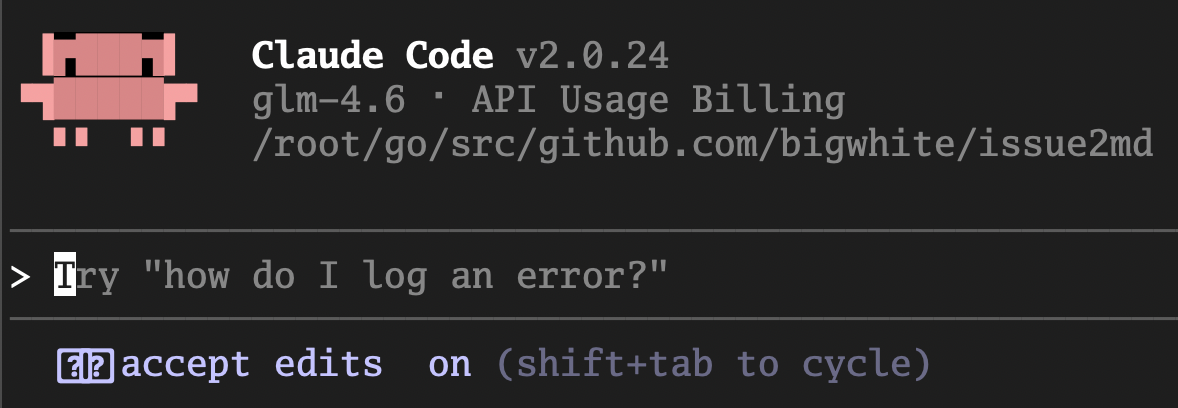 Claude Code v2.0.24
glm-4.6 · API Usage Billing
/root/go/src/github.com/bigwhite/issue2md
> Try "how do I log an error?"
??accept edits  on (shift+tab to cycle)